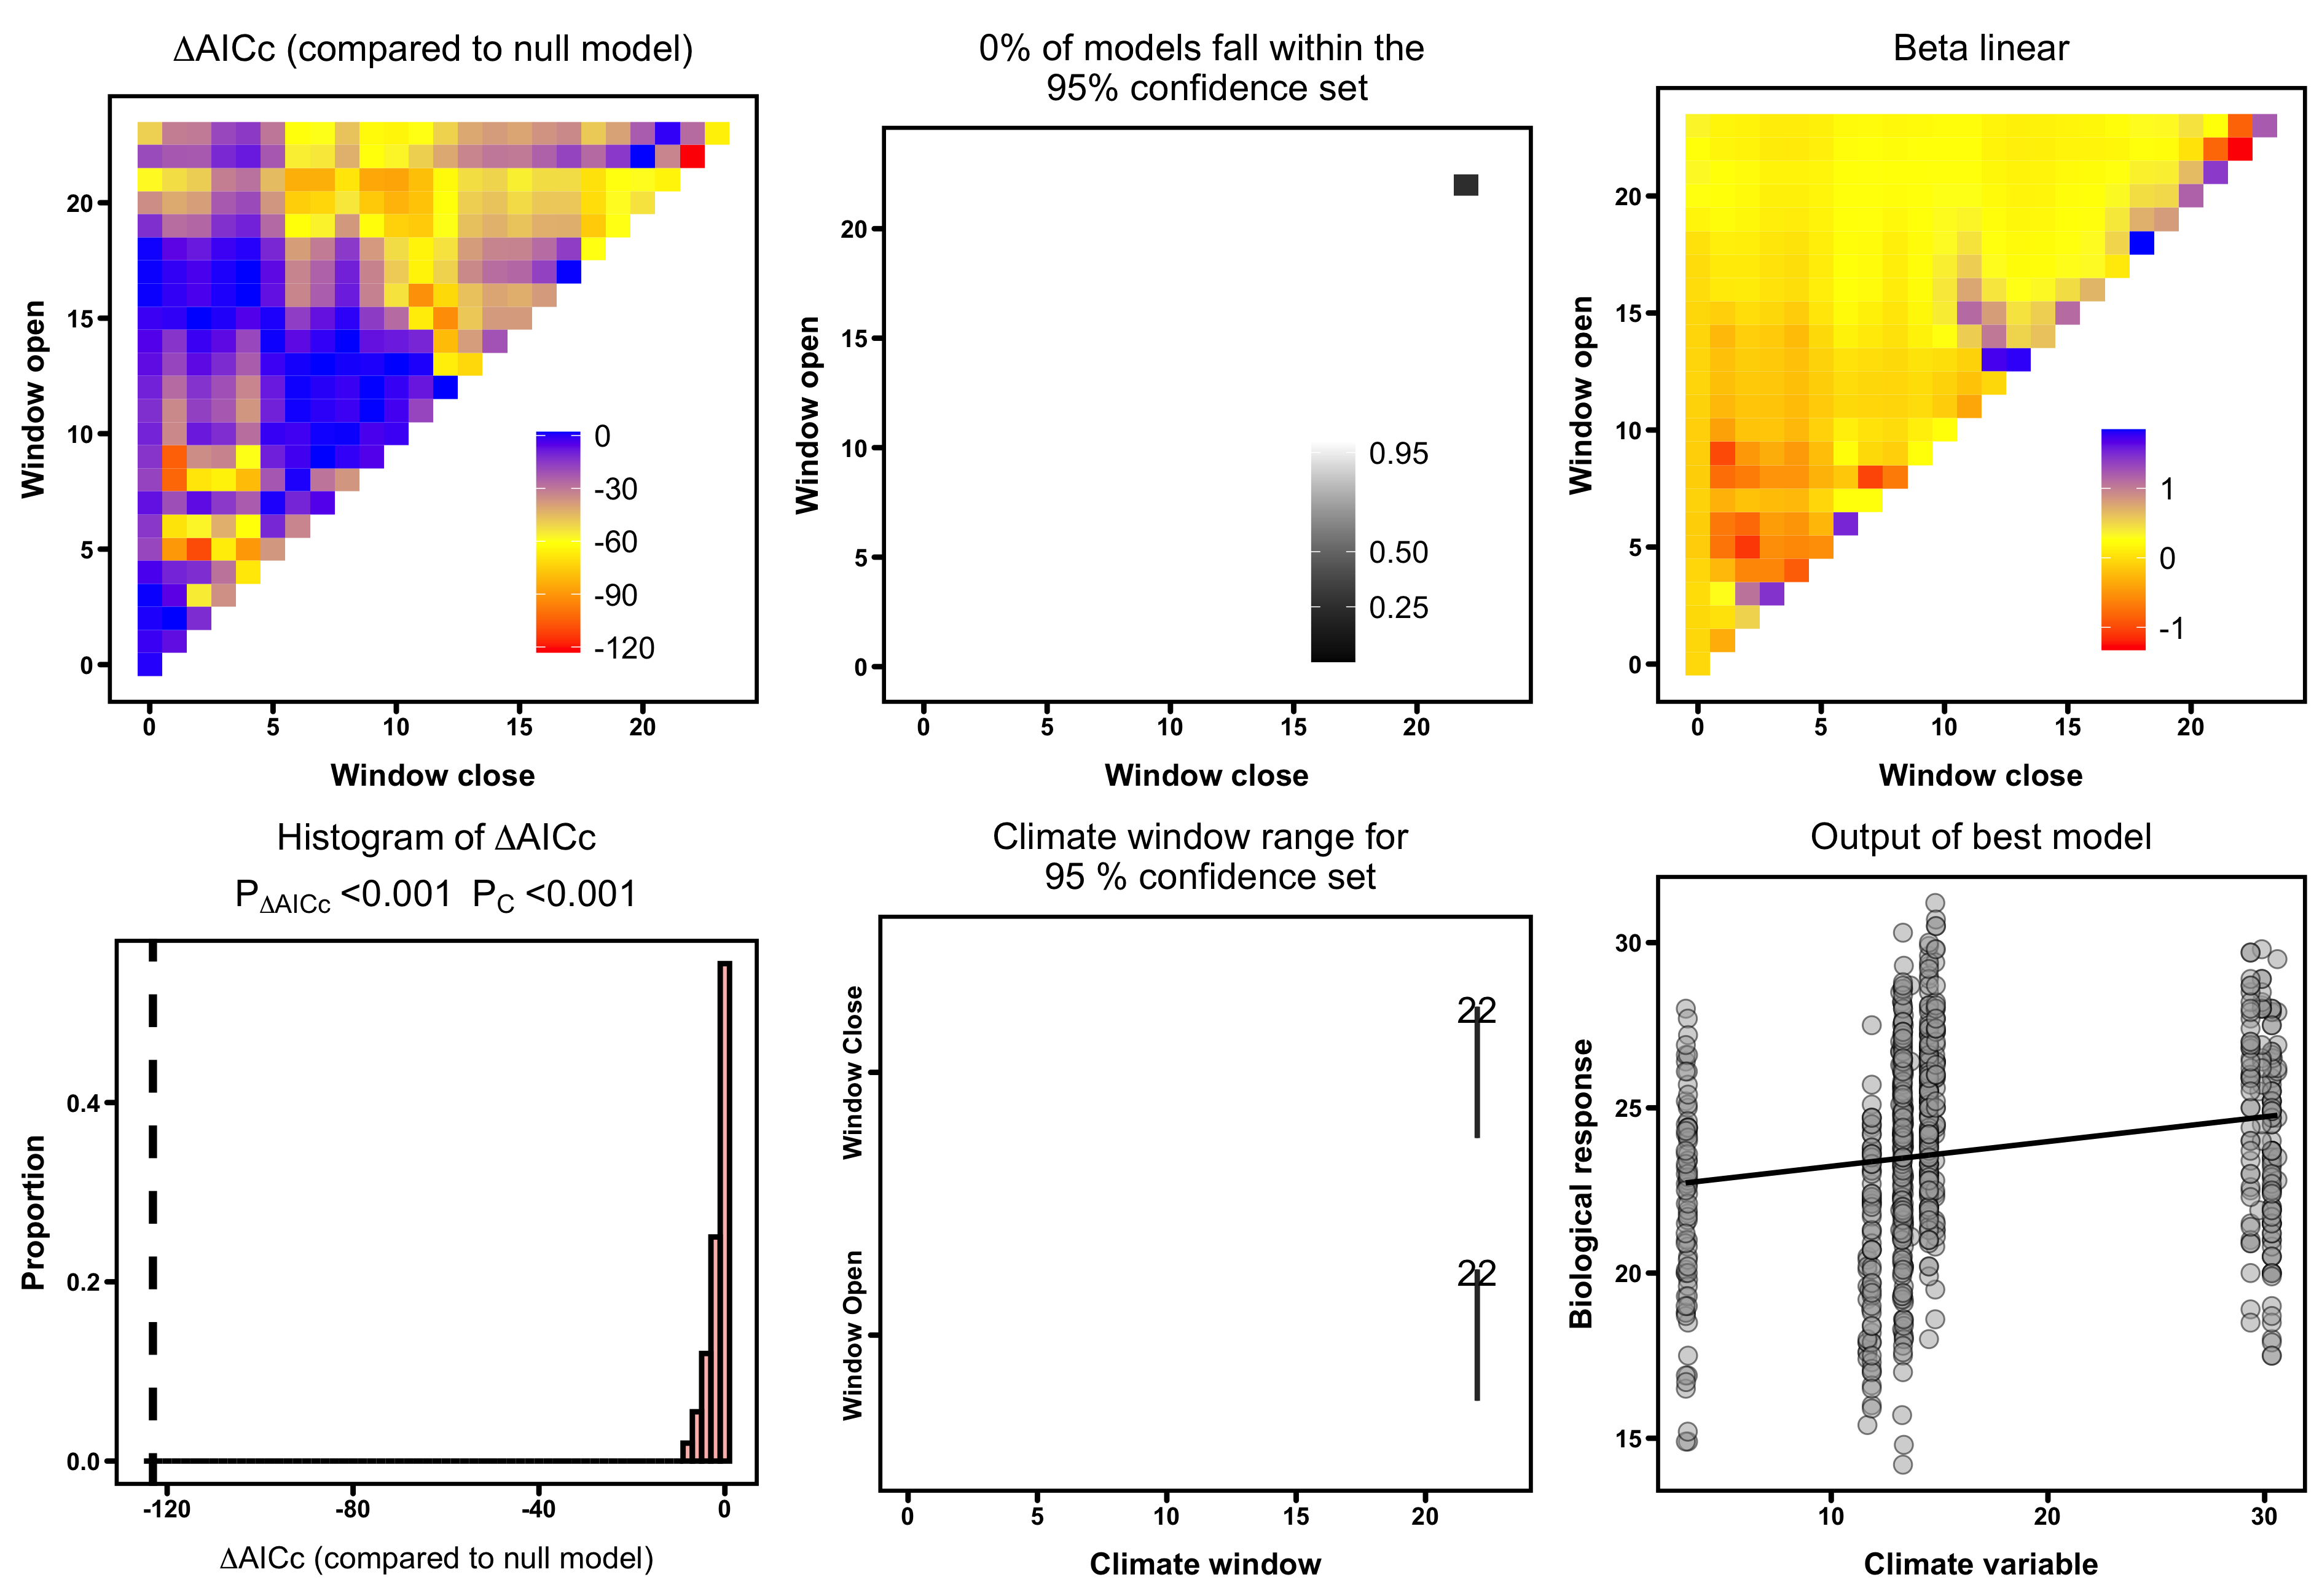 ΔAICc (compared to null model)
Window open
20
15
10
5
0
0
-30
-60
-90
-120
0 5 10 15 20
Window close
0% of models fall within the
95% confidence set
Window open
20
15
10
5
0
0.95
0.50
0.25
0 5 10 15 20
Window close
Beta linear
Window open
20
15
10
5
0
1
0
-1
0 5 10 15 20
Window close
Histogram of ΔAICc
PΔAICc <0.001 PC <0.001
Proportion
0.4
0.2
0.0
-120 -80 -40 0
ΔAICc (compared to null model)
Climate window range for
95 % confidence set
Window Close
22
Window Open
22
0 5 10 15 20
Climate window
Output of best model
Biological response
30
25
20
15
10 20 30
Climate variable